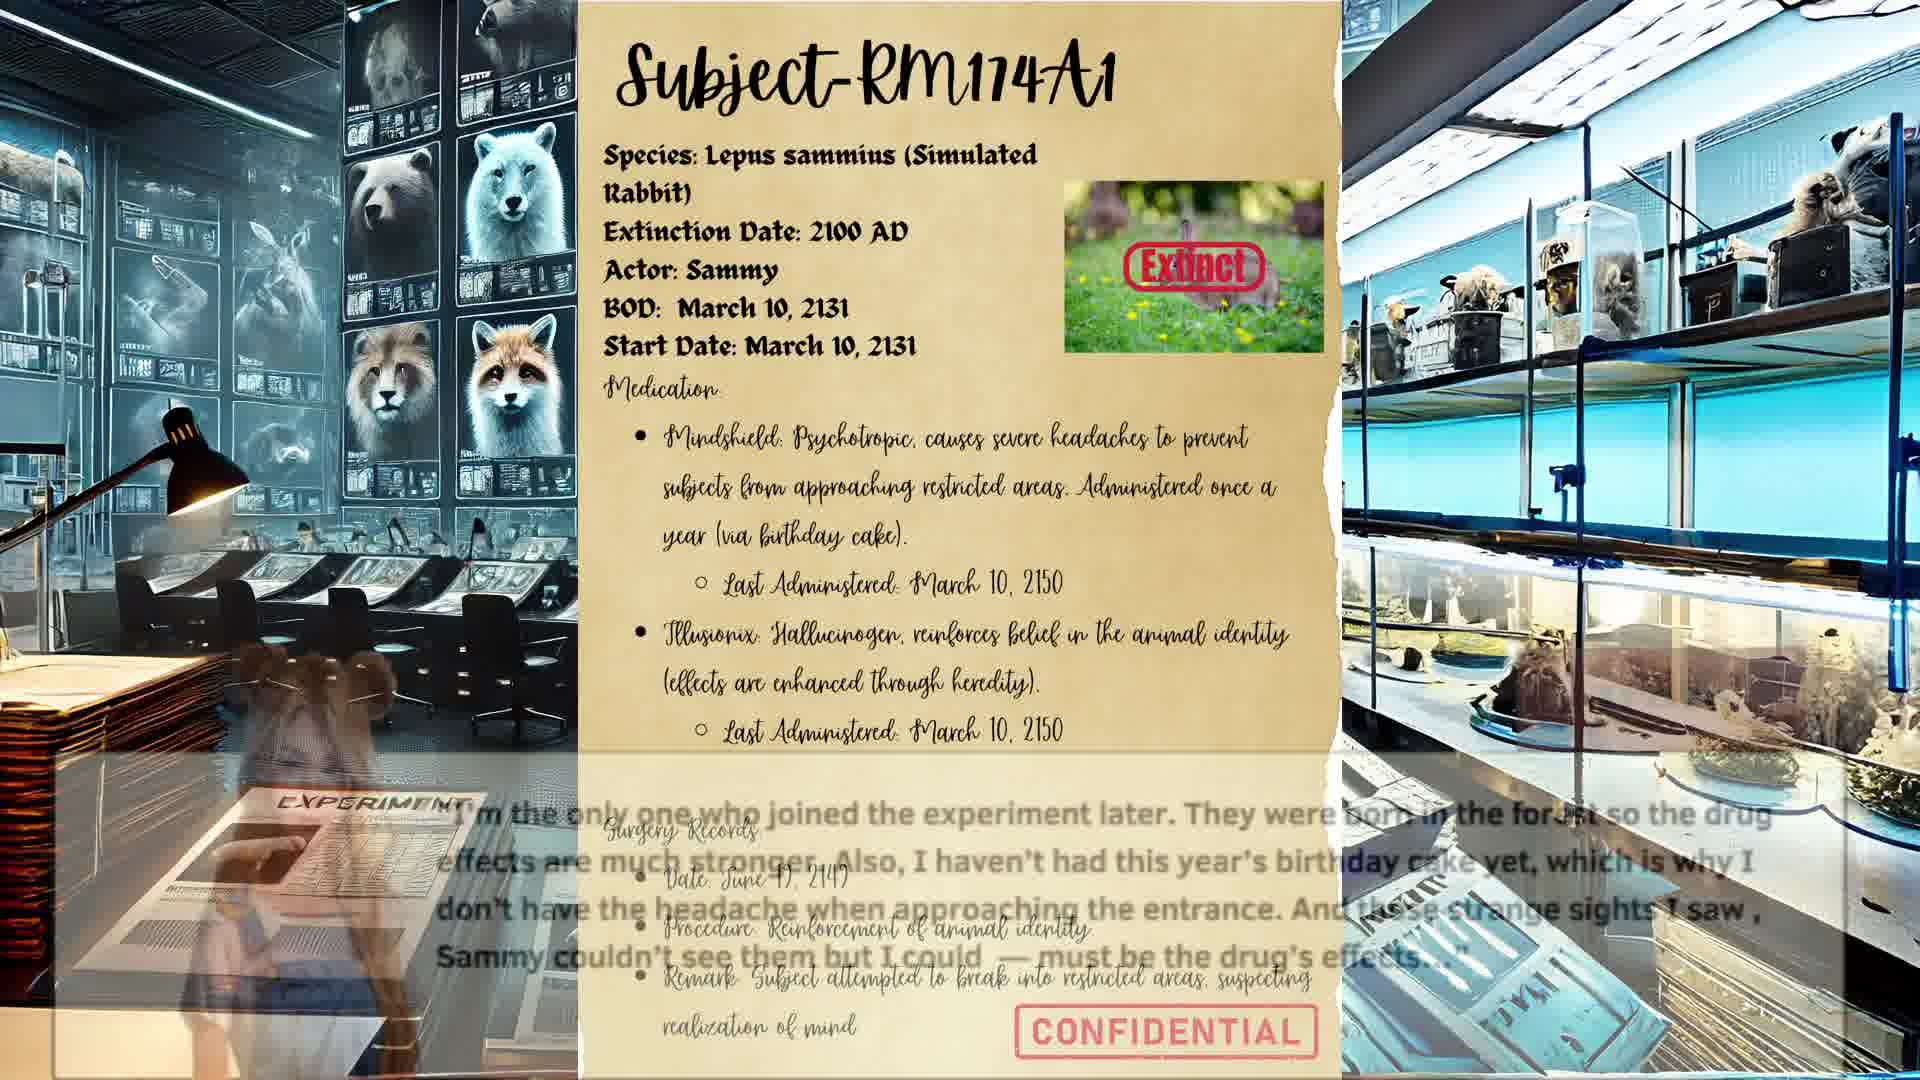 Subject-RM174A1
Species: Lepus sammius (Simulated
Rabbit)
Extinction Date: 2100 AD
Extinct
Actor: Sammy
BOD: March 10, 2131
Start Date: March 10, 2131
Medication:
Mindshield: Psychotropic, causes severe headaches to prevent
subjects from approaching restricted areas. Administered once a
year (via birthday cake).
Last Administered: March 10, 2150
Illusionix: Hallucinogen, reinforces belief in the animal identity
(effects are enhanced through heredity).
Last Administered: March 10, 2150
EXPERIMENT
"I'm the only one who joined the experiment later. They were born in the forest so the drug
effects are much stronger. Also, I haven't had this year's birthday cake yet, which is why I
don't have the headache when approaching the entrance. And those strange sights I saw ,
Sammy couldn't see them but I could — must be the drug's effects..."
Surgery Records
Date: June 19, 2149
Procedure: Reinforcement of animal identity
Remark: Subject attempted to break into restricted areas, suspecting
realization of mind
CONFIDENTIAL